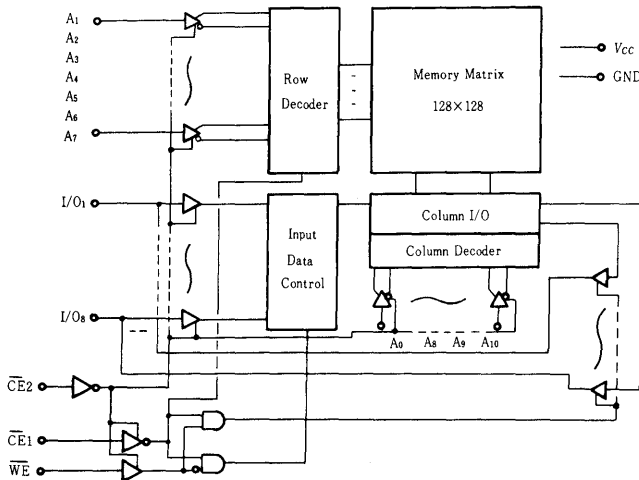 A1
A2
A3
A4
A5
A6
A7
Row
Decoder
Memory Matrix
128×128
Vcc
GND
I/O1
I/O8
Input
Data
Control
Column I/O
Column Decoder
A0 A8 A9 A10
CE2
CE1
WE